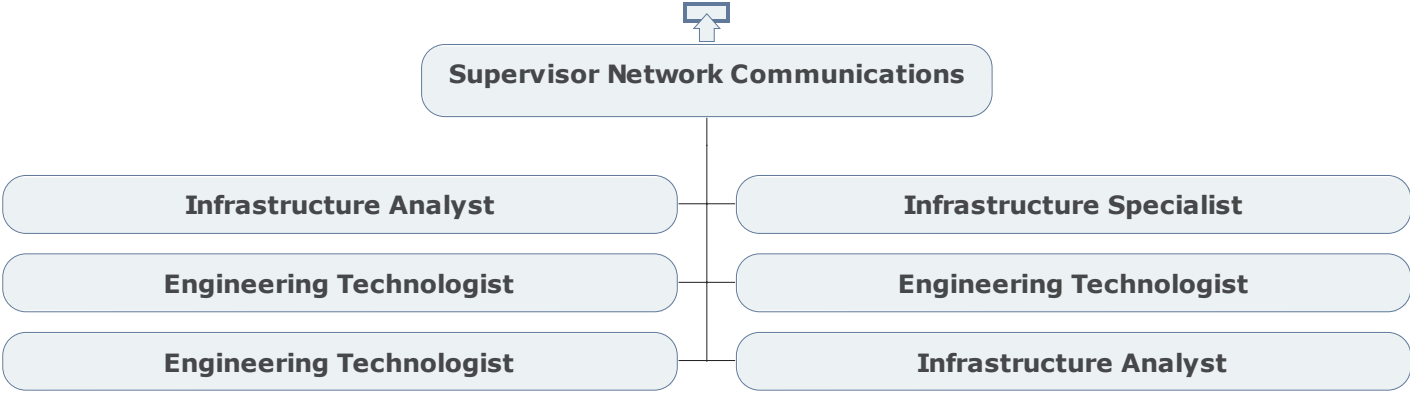 Supervisor Network Communications
Infrastructure Analyst
Infrastructure Specialist
Engineering Technologist
Engineering Technologist
Engineering Technologist
Infrastructure Analyst